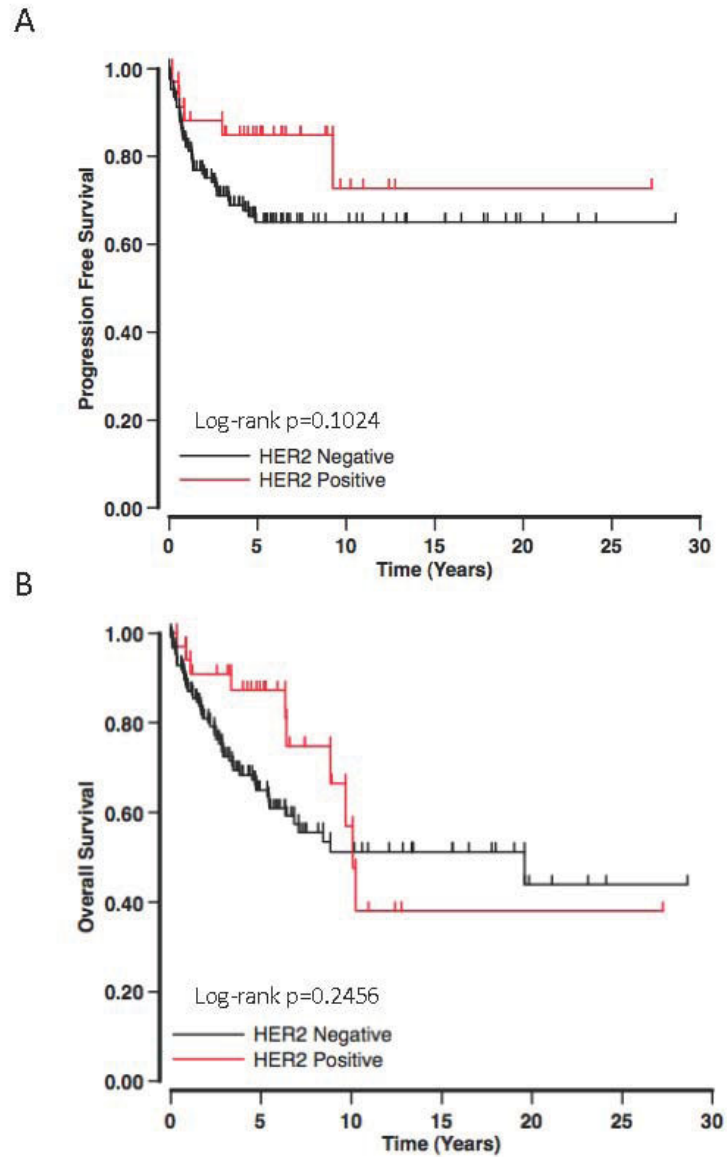 A
1.00
0.80
0.60
0.40
0.20
0.00
Progression Free Survival
Log-rank p=0.1024
HER2 Negative
HER2 Positive
0 5 10 15 20 25 30
Time (Years)
B
1.00
0.80
0.60
0.40
0.20
0.00
Overall Survival
Log-rank p=0.2456
HER2 Negative
HER2 Positive
0 5 10 15 20 25 30
Time (Years)